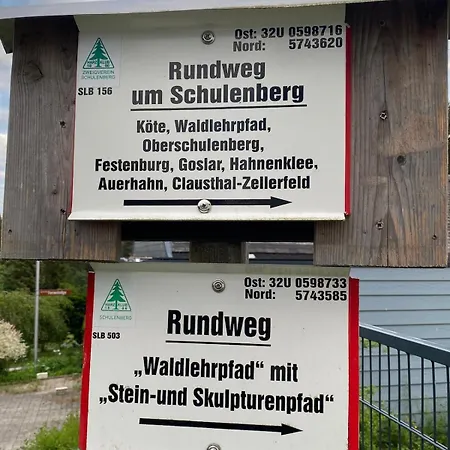 Ost: 32U 0598716
Nord: 5743620
ZWEIGVEREIN
SCHULENBERG
SLB 156
Rundweg
um Schulenberg
Köte, Waldlehrpfad,
Oberschulenberg,
Festenburg, Goslar, Hahnenklee,
Auerhahn, Clausthal-Zellerfeld
Ost: 32U 0598733
Nord: 5743585
SCHULENBERG
SLB 503
Rundweg
„Waldlehrpfad“ mit
„Stein-und Skulpturenpfad“